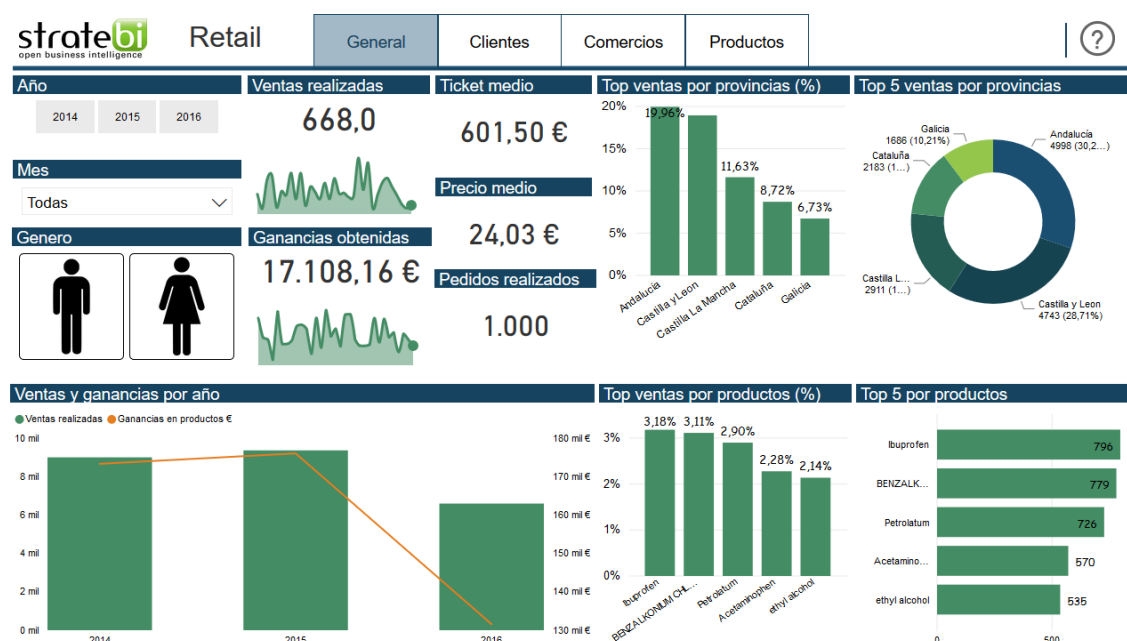 stratebi
open business intelligence
Retail
General
Clientes
Comercios
Productos
?
Año
2014
2015
2016
Mes
Todas
Genero
Ventas realizadas
668,0
Ganancias obtenidas
17.108,16 €
Ticket medio
601,50 €
Precio medio
24,03 €
Pedidos realizados
1.000
Top ventas por provincias (%)
20%
15%
10%
5%
0%
19,96%
11,63%
8,72%
6,73%
Andalucía
Castilla y Leon
Castilla La Mancha
Cataluña
Galicia
Top 5 ventas por provincias
Galicia
1686 (10,21%)
Andalucía
4998 (30,2...)
Cataluña
2183 (1...)
Castilla L...
2911 (1...)
Castilla y Leon
4743 (28,71%)
Ventas y ganancias por año
Ventas realizadas
Ganancias en productos €
10 mil
8 mil
6 mil
4 mil
2 mil
0 mil
180 mil €
170 mil €
160 mil €
150 mil €
140 mil €
130 mil €
2014
2015
2016
Top ventas por productos (%)
3%
2%
1%
0%
3,18%
3,11%
2,90%
2,28%
2,14%
Ibuprofen
BENZALKONIUM CHL...
Petrolatum
Acetaminophen
ethyl alcohol
Top 5 por productos
Ibuprofen
796
BENZALK...
779
Petrolatum
726
Acetamino...
570
ethyl alcohol
535
0
500